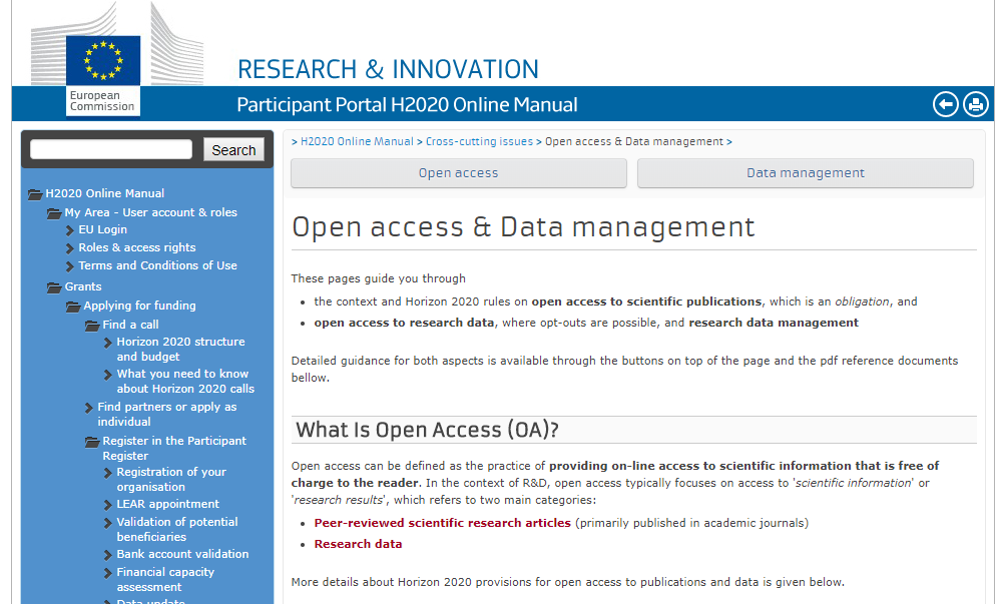 European
Commission
RESEARCH & INNOVATION
Participant Portal H2020 Online Manual
Search
H2020 Online Manual
My Area - User account & roles
EU Login
Roles & access rights
Terms and Conditions of Use
Grants
Applying for funding
Find a call
Horizon 2020 structure
and budget
What you need to know
about Horizon 2020 calls
Find partners or apply as
individual
Register in the Participant
Register
Registration of your
organisation
LEAR appointment
Validation of potential
beneficiaries
Bank account validation
Financial capacity
assessment
Data update
> H2020 Online Manual > Cross-cutting issues > Open access & Data management >
Open access
Data management
Open access & Data management
These pages guide you through
• the context and Horizon 2020 rules on open access to scientific publications, which is an obligation, and
• open access to research data, where opt-outs are possible, and research data management
Detailed guidance for both aspects is available through the buttons on top of the page and the pdf reference documents
bellow.
What Is Open Access (OA)?
Open access can be defined as the practice of providing on-line access to scientific information that is free of
charge to the reader. In the context of R&D, open access typically focuses on access to 'scientific information' or
'research results', which refers to two main categories:
• Peer-reviewed scientific research articles (primarily published in academic journals)
• Research data
More details about Horizon 2020 provisions for open access to publications and data is given below.